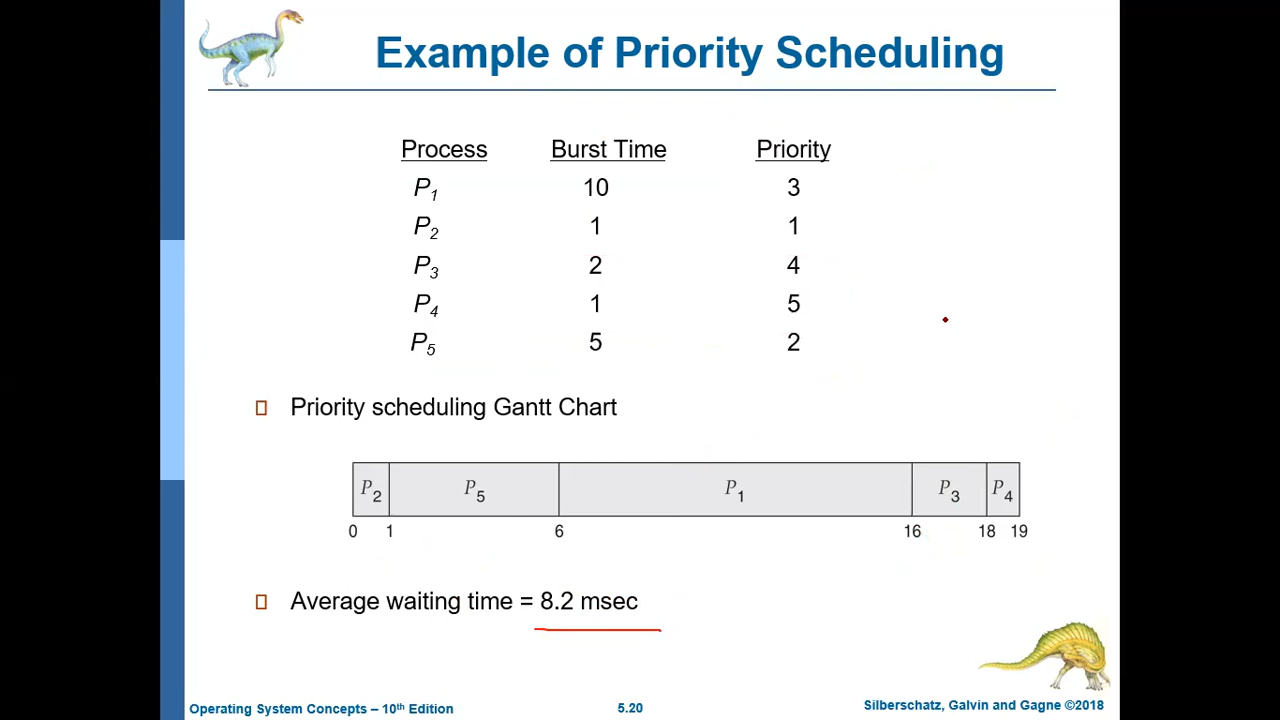 Example of Priority Scheduling
Process Burst Time Priority
P1 10 3
P2 1 1
P3 2 4
P4 1 5
P5 5 2
Priority scheduling Gantt Chart
P2 P5 P1 P3 P4
0 1 6 16 18 19
Average waiting time = 8.2 msec
Operating System Concepts – 10th Edition 5.20 Silberschatz, Galvin and Gagne ©2018